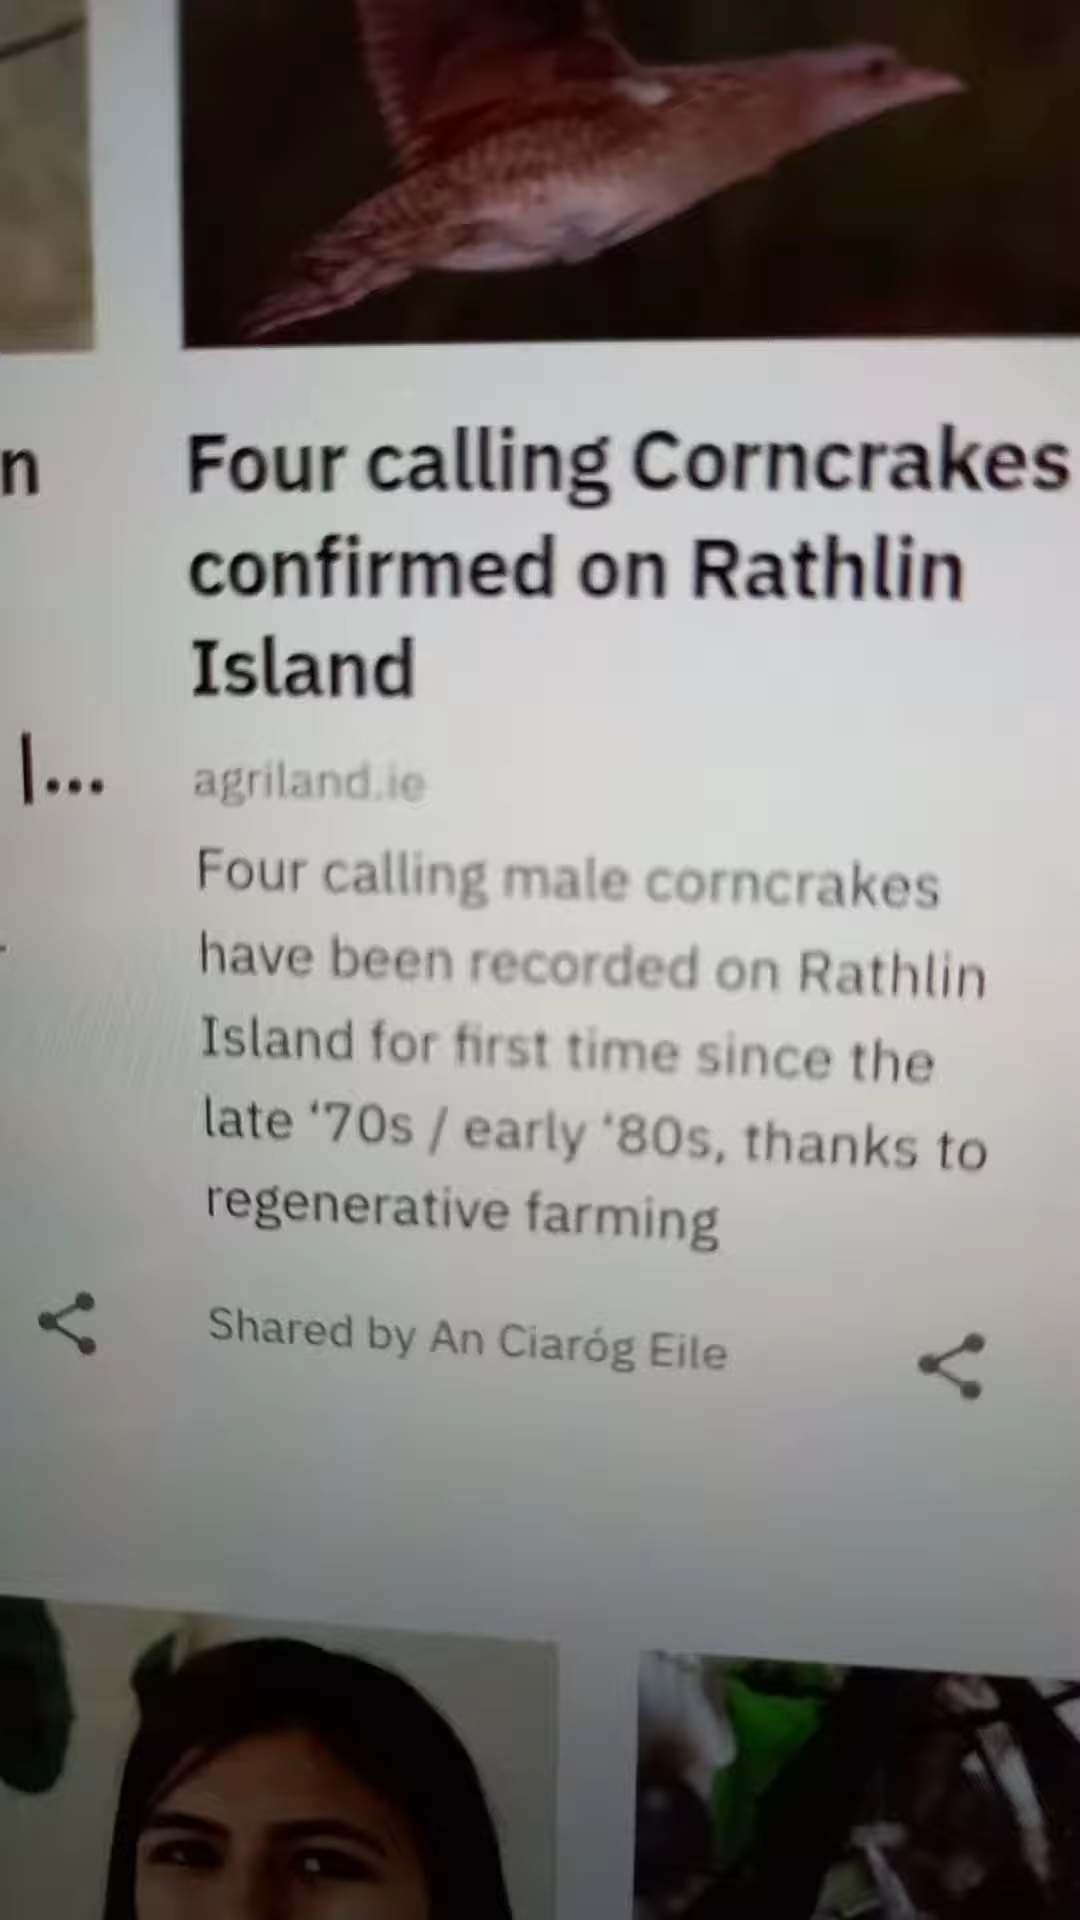 n
Four calling Corncrakes
confirmed on Rathlin
Island
l...
agriland.ie
Four calling male corncrakes
have been recorded on Rathlin
Island for first time since the
late ‘70s / early ‘80s, thanks to
regenerative farming
Shared by An Ciaróg Eile